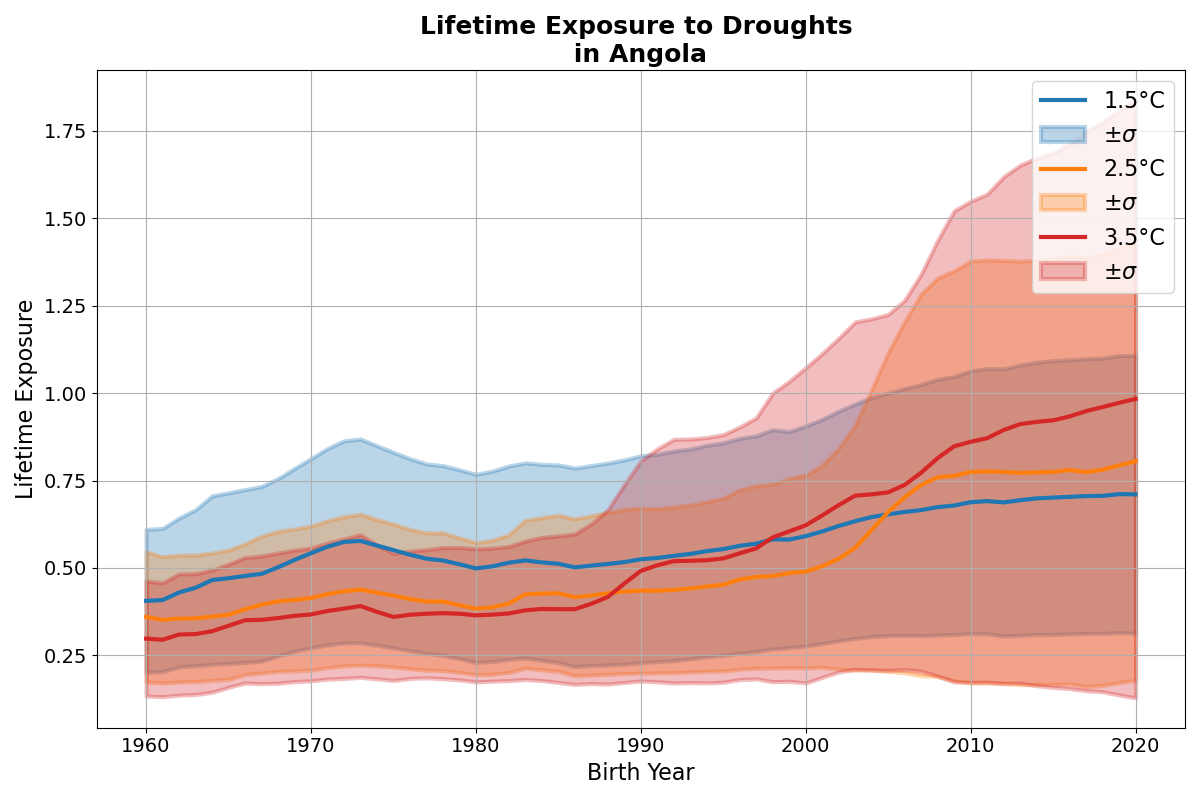 Lifetime Exposure to Droughts
in Angola
1.5°C
±σ
2.5°C
±σ
3.5°C
±σ
Lifetime Exposure
1.75
1.50
1.25
1.00
0.75
0.50
0.25
1960 1970 1980 1990 2000 2010 2020
Birth Year